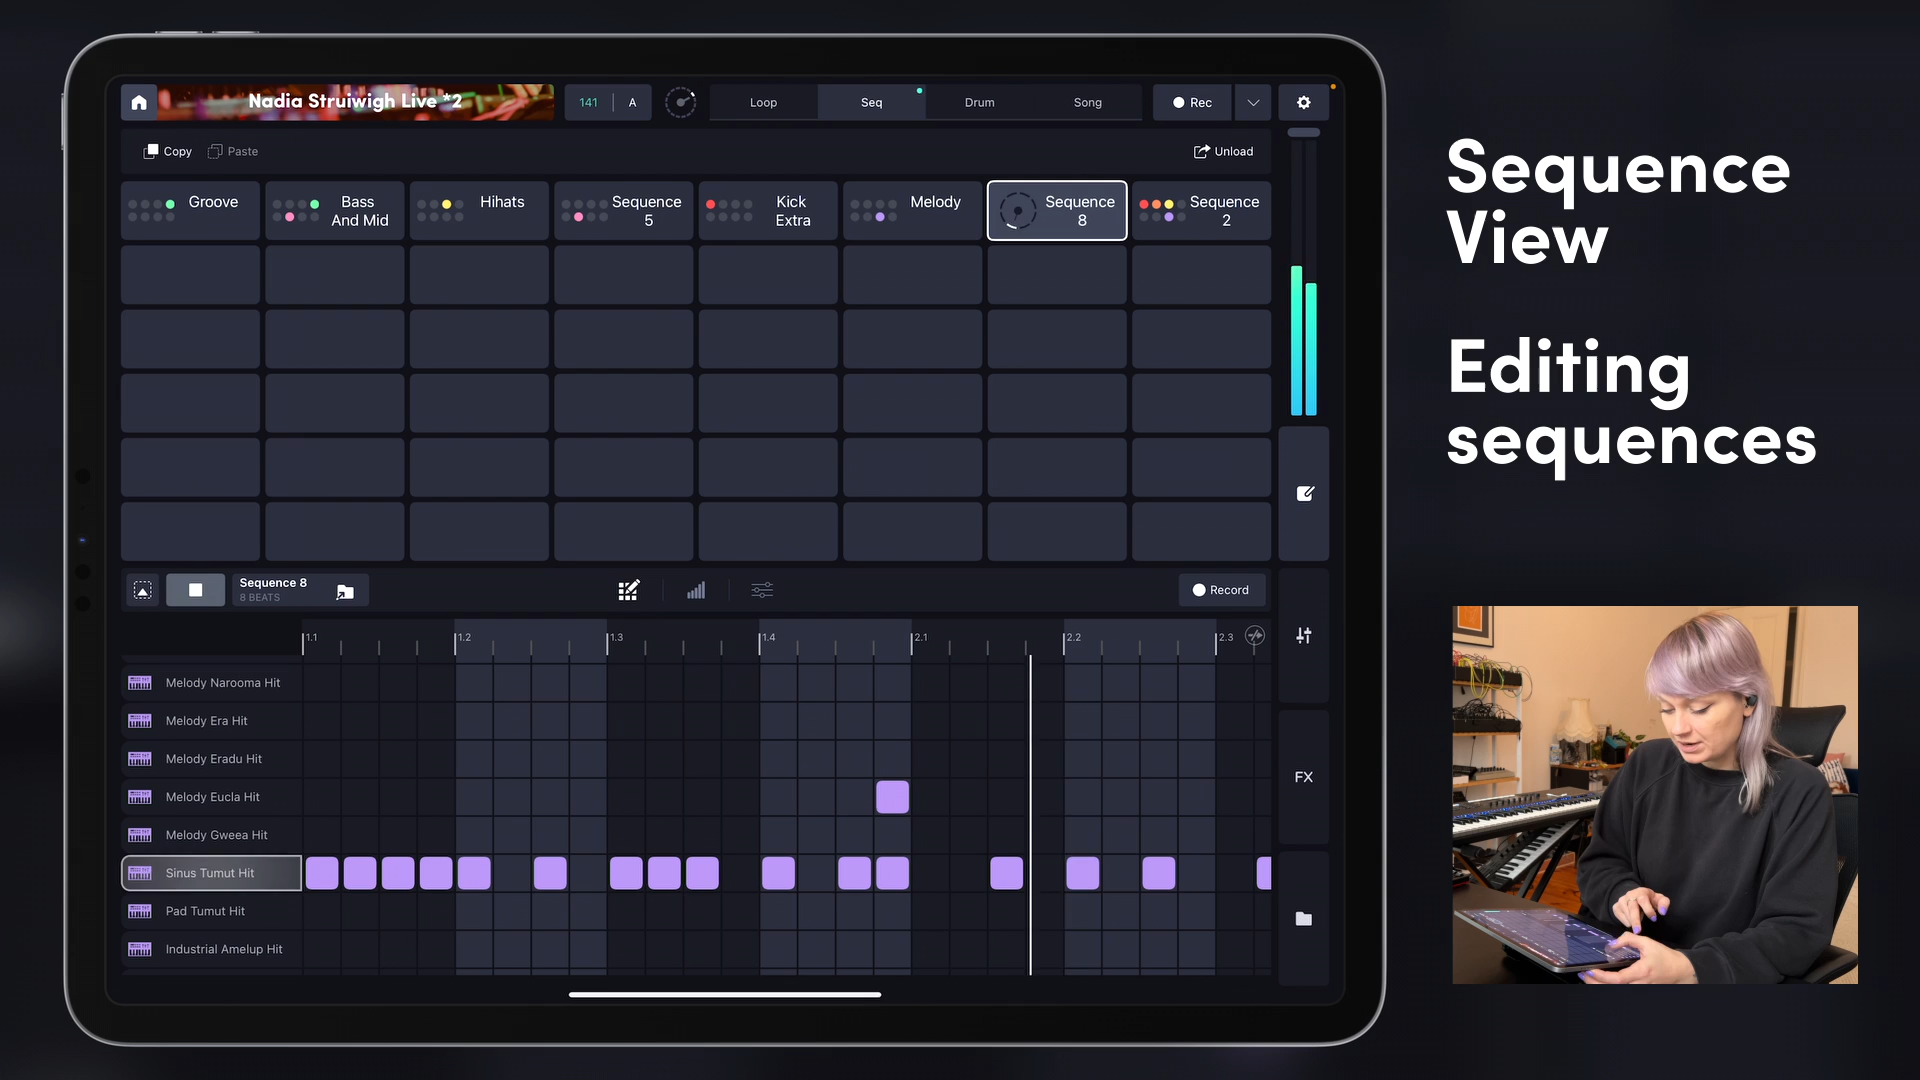 Nadia Struiwigh Live *2
141
A
Loop
Seq
Drum
Song
Rec
Copy
Paste
Unload
Groove
Bass
And Mid
Hihats
Sequence
5
Kick
Extra
Melody
Sequence
8
Sequence
2
Sequence 8
8 BEATS
Record
1.1
1.2
1.3
1.4
2.1
2.2
2.3
Melody Narooma Hit
Melody Era Hit
Melody Eradu Hit
Melody Eucla Hit
Melody Gweea Hit
Sinus Tumut Hit
Pad Tumut Hit
Industrial Amelup Hit
FX
Sequence
View
Editing
sequences